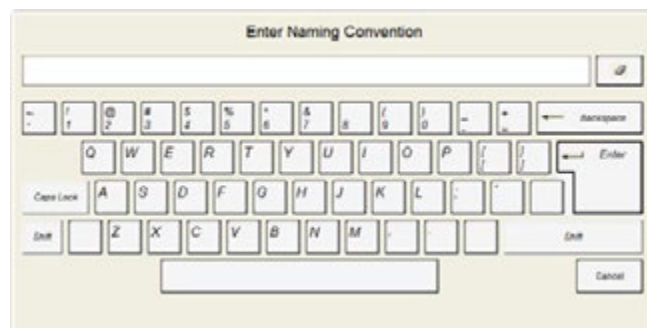 Enter Naming Convention
~ ! @ # $ % ^ & ( ) _ +
- 1 2 3 4 5 6 7 8 9 0 - = Backspace
Q W E R T Y U I O P [ ] Enter
Caps Lock A S D F G H J K L ; '
Shift Z X C V B N M , . Shift
Cancel